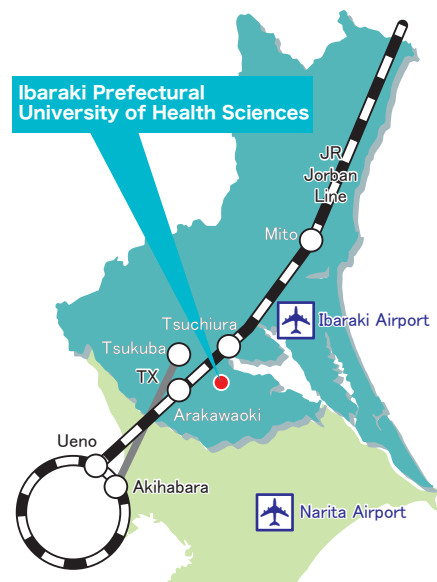 Ibaraki Prefectural
University of Health Sciences
JR
Jorban
Line
Mito
Ibaraki Airport
Tsuchiura
Tsukuba
TX
Arakawaoki
Ueno
Akihabara
Narita Airport